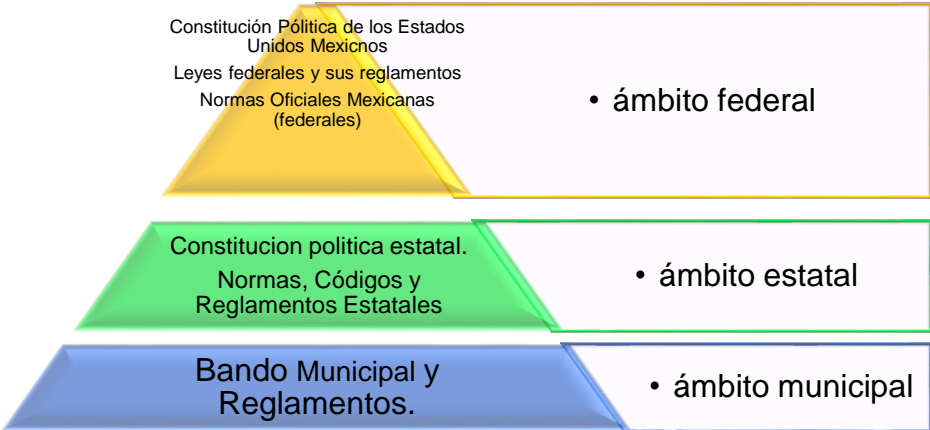 Constitución Pólitica de los Estados
Unidos Mexicnos
Leyes federales y sus reglamentos
Normas Oficiales Mexicanas
(federales)
• ámbito federal
Constitucion politica estatal.
Normas, Códigos y
Reglamentos Estatales
• ámbito estatal
Bando Municipal y
Reglamentos.
• ámbito municipal